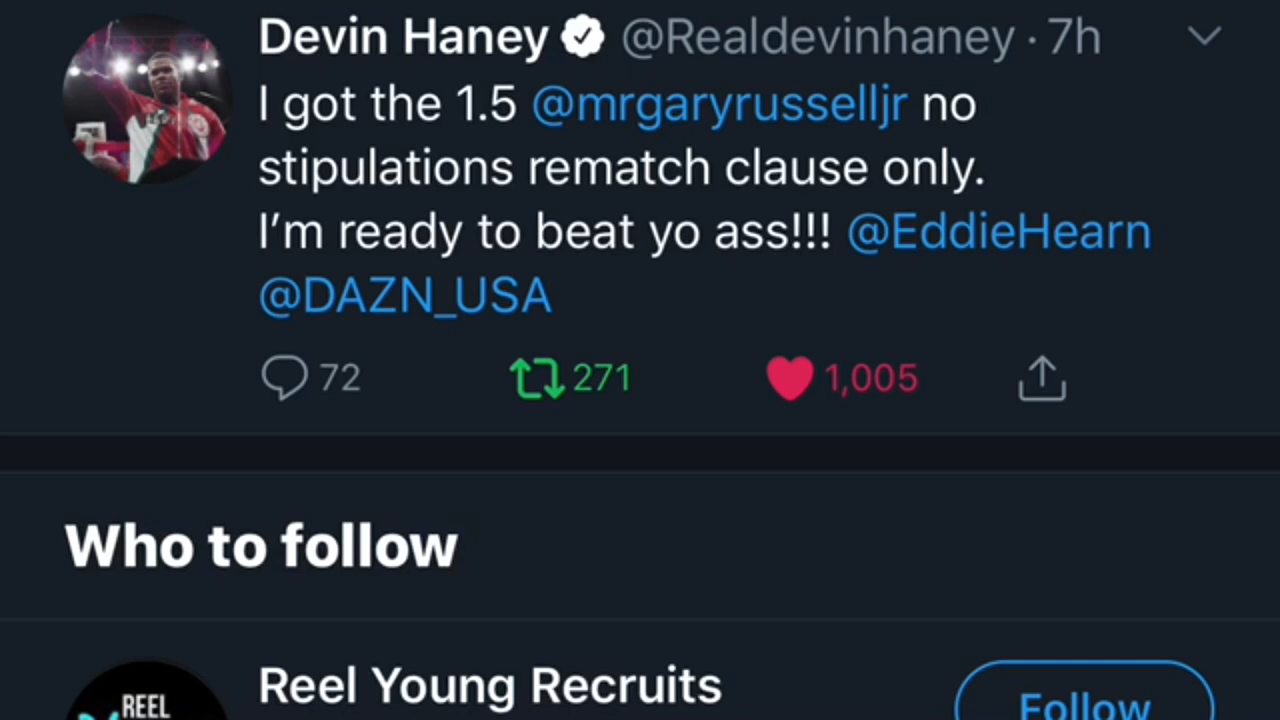 Devin Haney @Realdevinhaney · 7h
I got the 1.5 @mrgaryrusselljr no
stipulations rematch clause only.
I’m ready to beat yo ass!!! @EddieHearn
@DAZN_USA
72 271 1,005
Who to follow
Reel Young Recruits
REEL
Follow